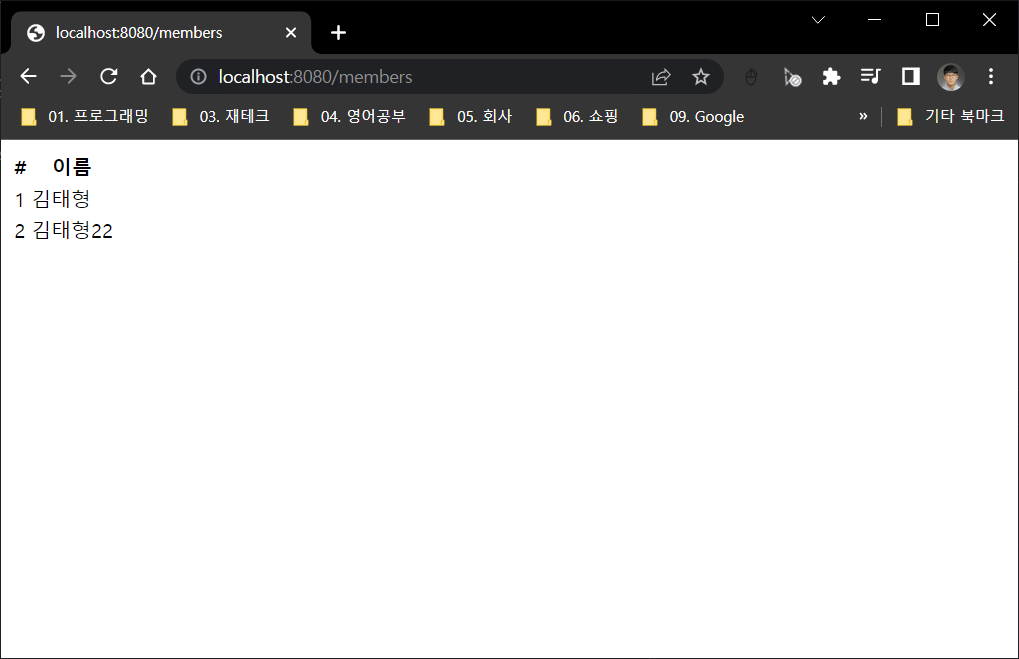 localhost:8080/members
localhost:8080/members
01. 프로그래밍 03. 재테크 04. 영어공부 05. 회사 06. 쇼핑 09. Google » 기타 북마크
# 이름
1 김태형
2 김태형22